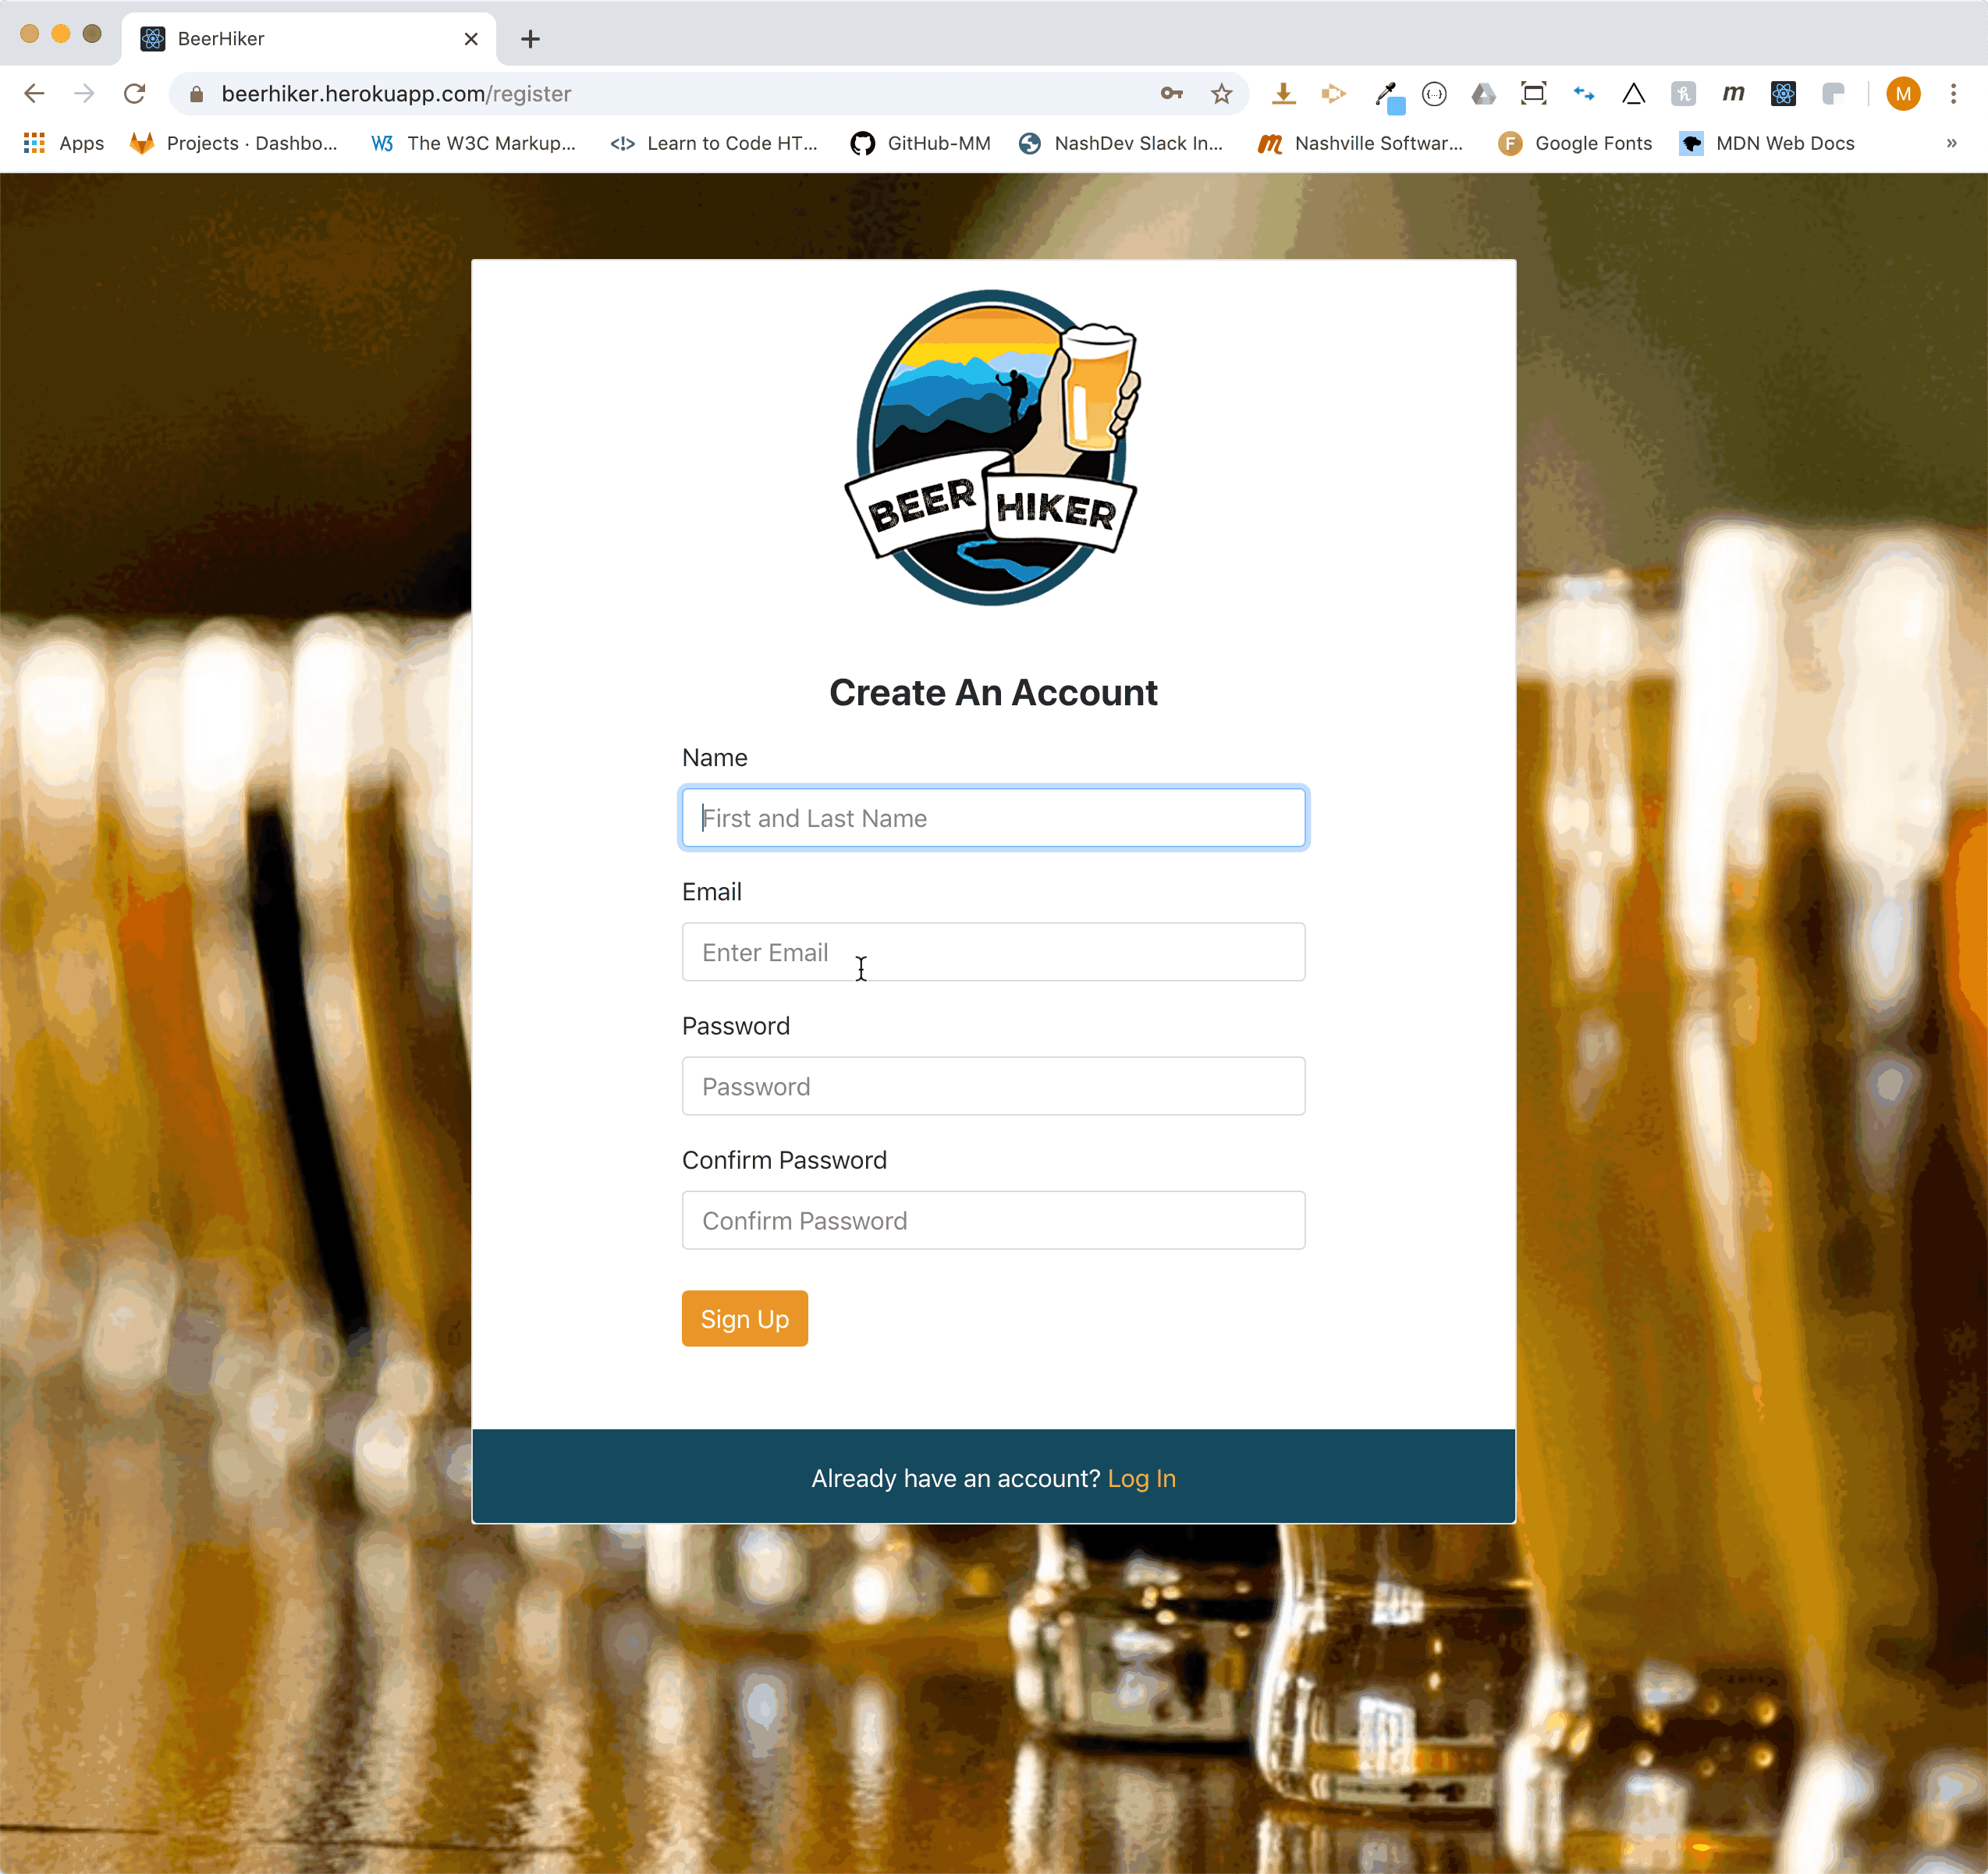 BeerHiker
beerhiker.herokuapp.com/register
M
Apps
Projects · Dashbo...
W3 The W3C Markup...
<!> Learn to Code HT...
GitHub-MM
NashDev Slack In...
Nashville Softwar...
F Google Fonts
MDN Web Docs
»
BEER HIKER
Create An Account
Name
First and Last Name
Email
Enter Email
Password
Password
Confirm Password
Confirm Password
Sign Up
Already have an account? Log In